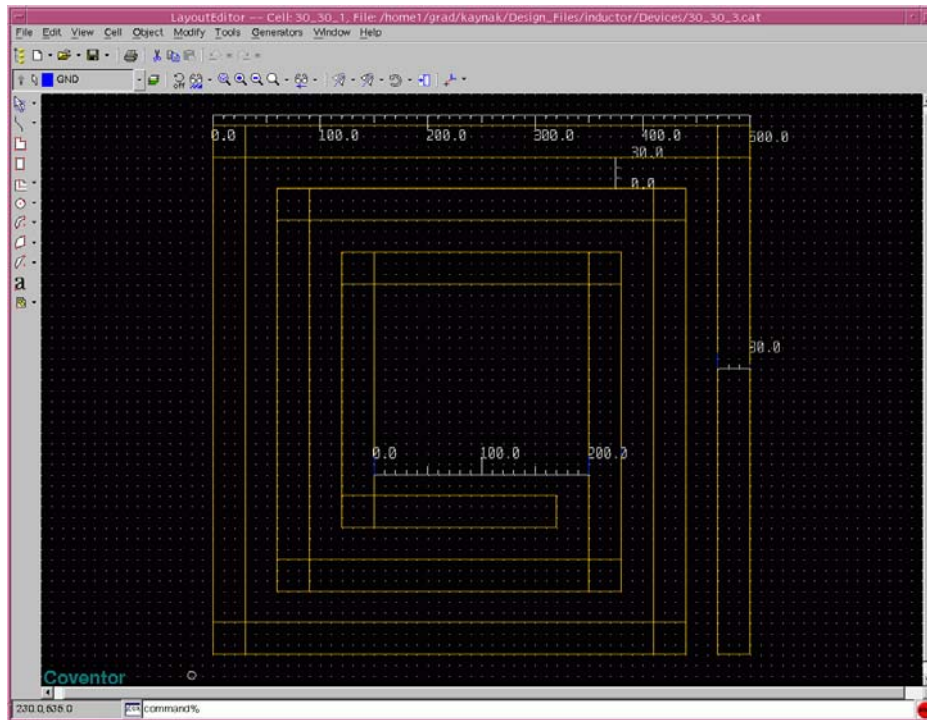 LayoutEditor -- Cell: 30_30_1, File: /home1/grad/kaynak/Design_Files/inductor/Devices/30_30_3.cat
File Edit View Cell Object Modify Tools Generators Window Help
GND
off
0.0 100.0 200.0 300.0 400.0 500.0
30.0
0.0
30.0
0.0 100.0 200.0
a
Coventor
230.0,635.0 command%